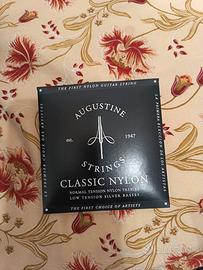 THE FIRST NYLON GUITAR STRING
AUGUSTINE
est. 1947
STRINGS
CLASSIC NYLON
NORMAL TENSION NYLON TREBLES
LOW TENSION SILVER BASSES
THE FIRST CHOICE OF ARTISTS